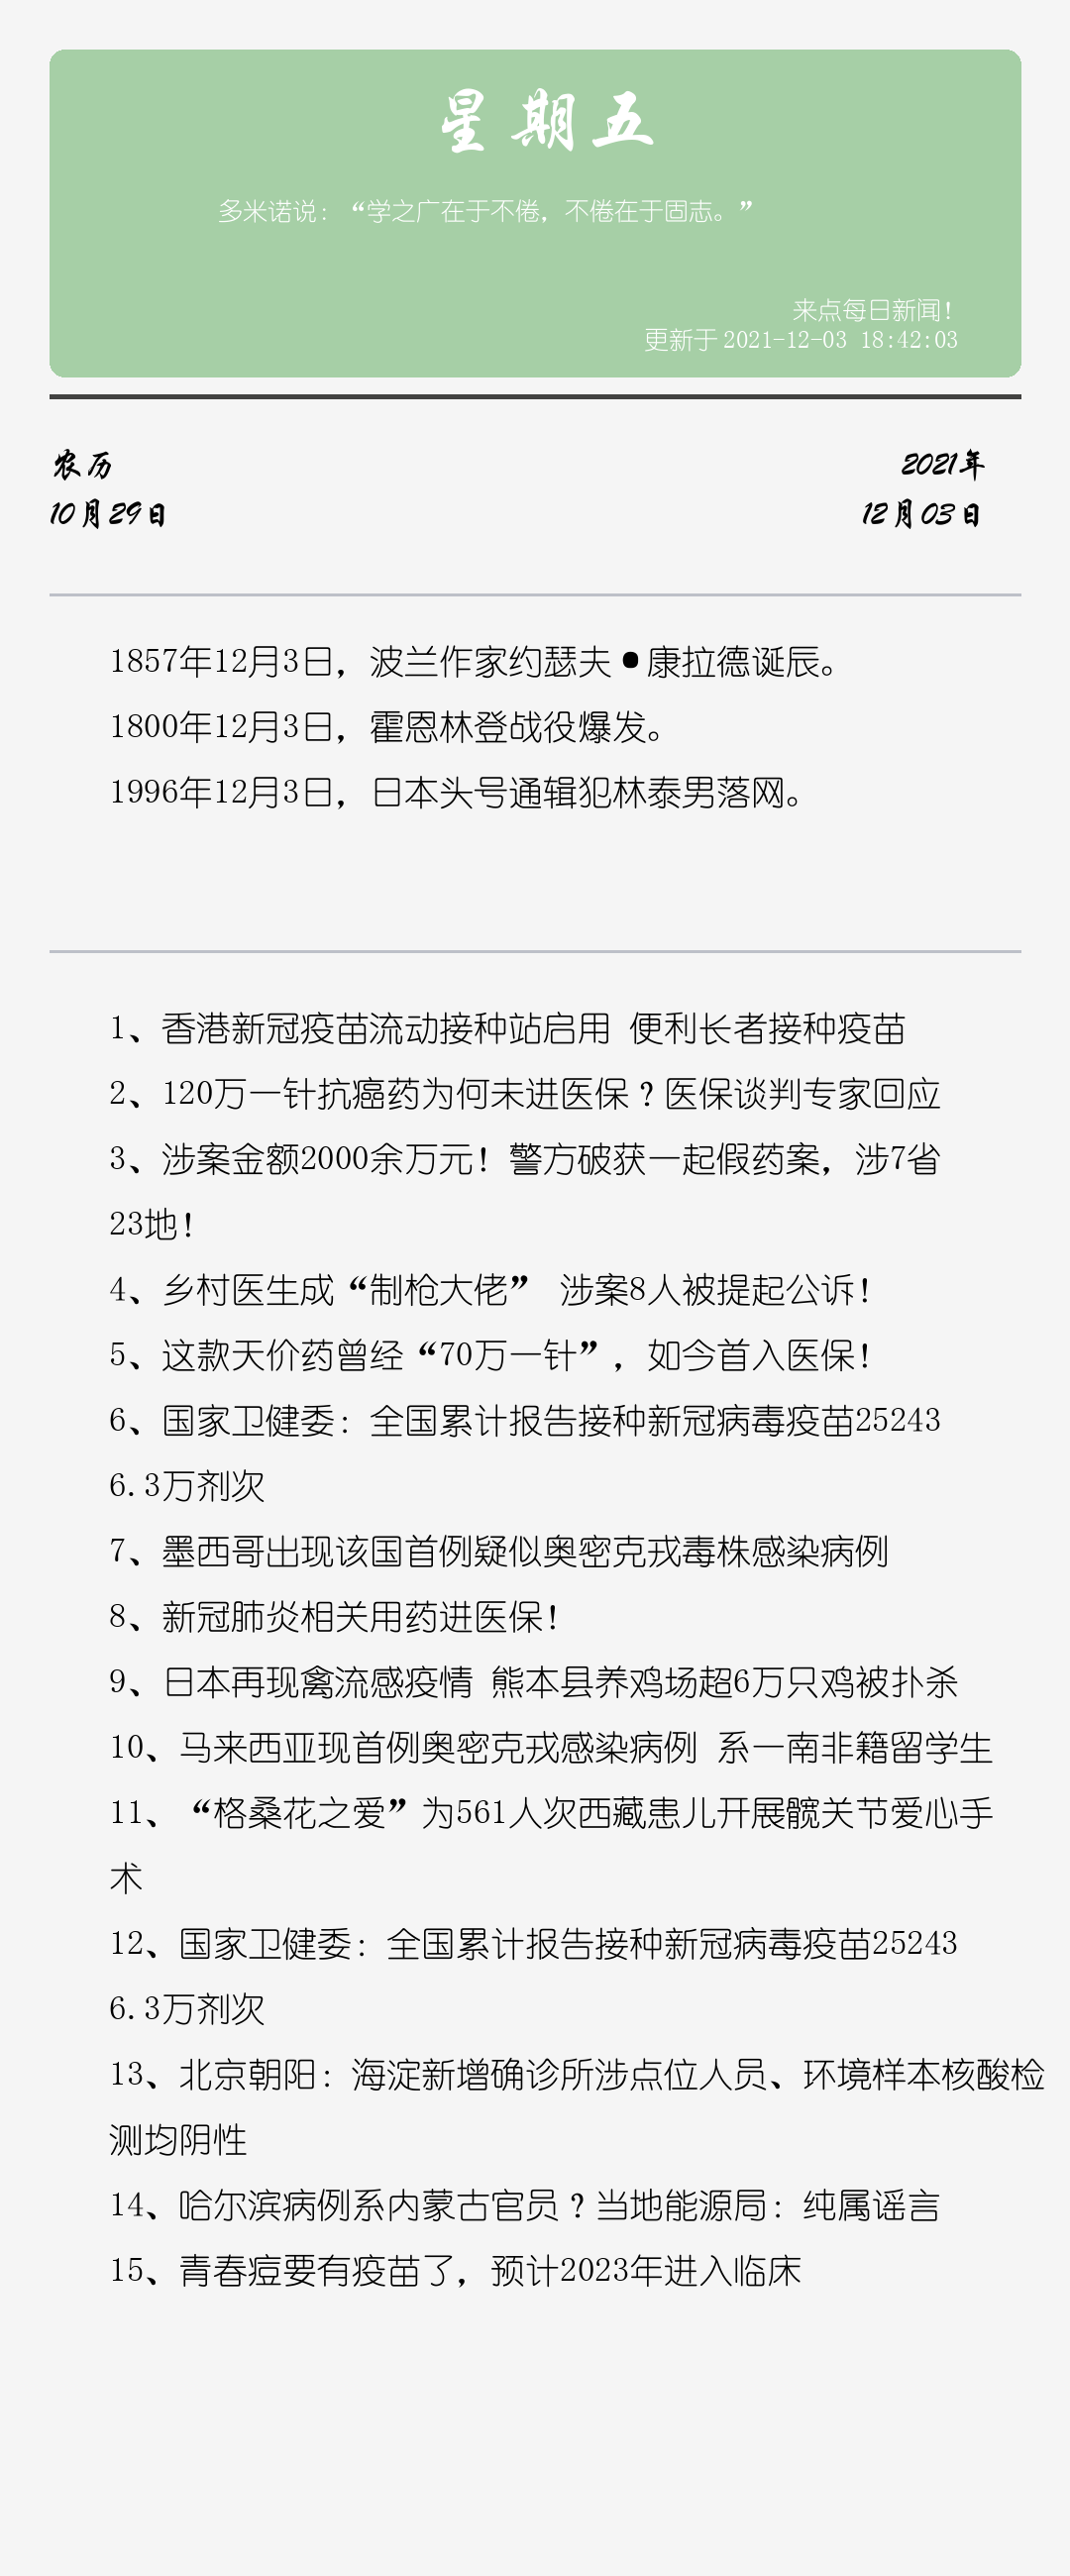 星期五
多米诺说：“学之广在于不倦，不倦在于固志。”
来点每日新闻！
更新于2021-12-03 18:42:03
农历
10月29日
2021年
12月03日
1857年12月3日，波兰作家约瑟夫●康拉德诞辰。
1800年12月3日，霍恩林登战役爆发。
1996年12月3日，日本头号通辑犯林泰男落网。
1、香港新冠疫苗流动接种站启用 便利长者接种疫苗
2、120万一针抗癌药为何未进医保？医保谈判专家回应
3、涉案金额2000余万元！警方破获一起假药案，涉7省
23地！
4、乡村医生成“制枪大佬” 涉案8人被提起公诉！
5、这款天价药曾经“70万一针”，如今首入医保！
6、国家卫健委：全国累计报告接种新冠病毒疫苗25243
6.3万剂次
7、墨西哥出现该国首例疑似奥密克戎毒株感染病例
8、新冠肺炎相关用药进医保！
9、日本再现禽流感疫情 熊本县养鸡场超6万只鸡被扑杀
10、马来西亚现首例奥密克戎感染病例 系一南非籍留学生
11、“格桑花之爱”为561人次西藏患儿开展髋关节爱心手
术
12、国家卫健委：全国累计报告接种新冠病毒疫苗25243
6.3万剂次
13、北京朝阳：海淀新增确诊所涉点位人员、环境样本核酸检
测均阴性
14、哈尔滨病例系内蒙古官员？当地能源局：纯属谣言
15、青春痘要有疫苗了，预计2023年进入临床